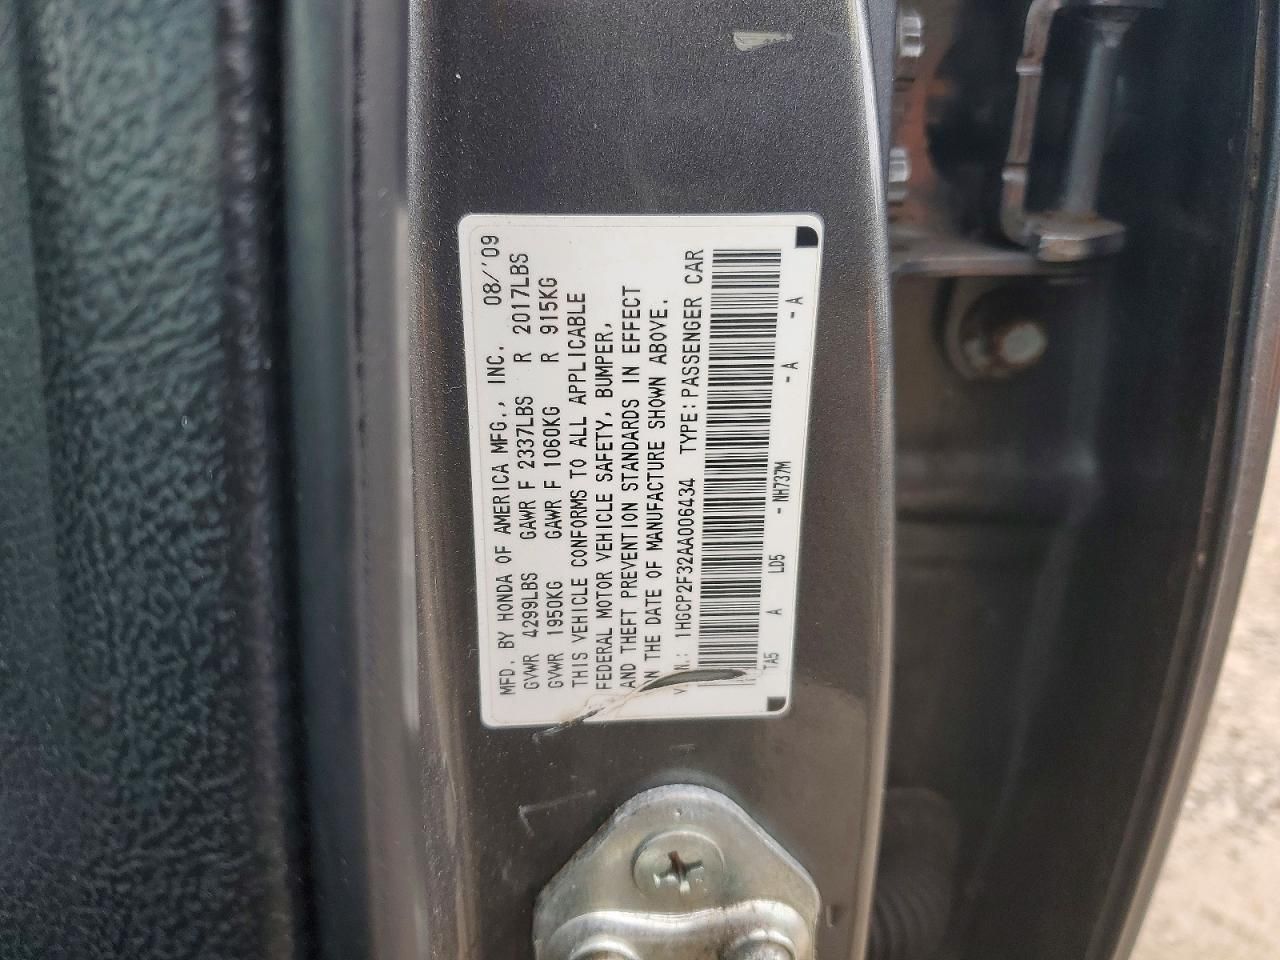 MFD. BY HONDA OF AMERICA MFG., INC. 08/'09
GVWR 4299LBS GAWR F 2337LBS R 2017LBS
GVWR 1950KG GAWR F 1060KG R 915KG
THIS VEHICLE CONFORMS TO ALL APPLICABLE
FEDERAL MOTOR VEHICLE SAFETY, BUMPER,
AND THEFT PREVENTION STANDARDS IN EFFECT
ON THE DATE OF MANUFACTURE SHOWN ABOVE.
V.I.N.: 1HGCP2F32AA006434 TYPE:PASSENGER CAR
TA5 A LD5 - NH737M - A - A